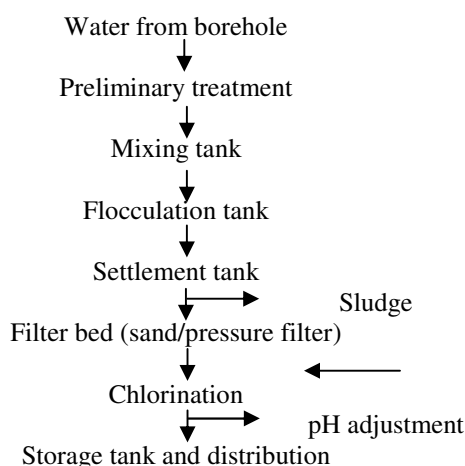 Water from borehole
Preliminary treatment
Mixing tank
Flocculation tank
Settlement tank
Sludge
Filter bed (sand/pressure filter)
Chlorination
pH adjustment
Storage tank and distribution